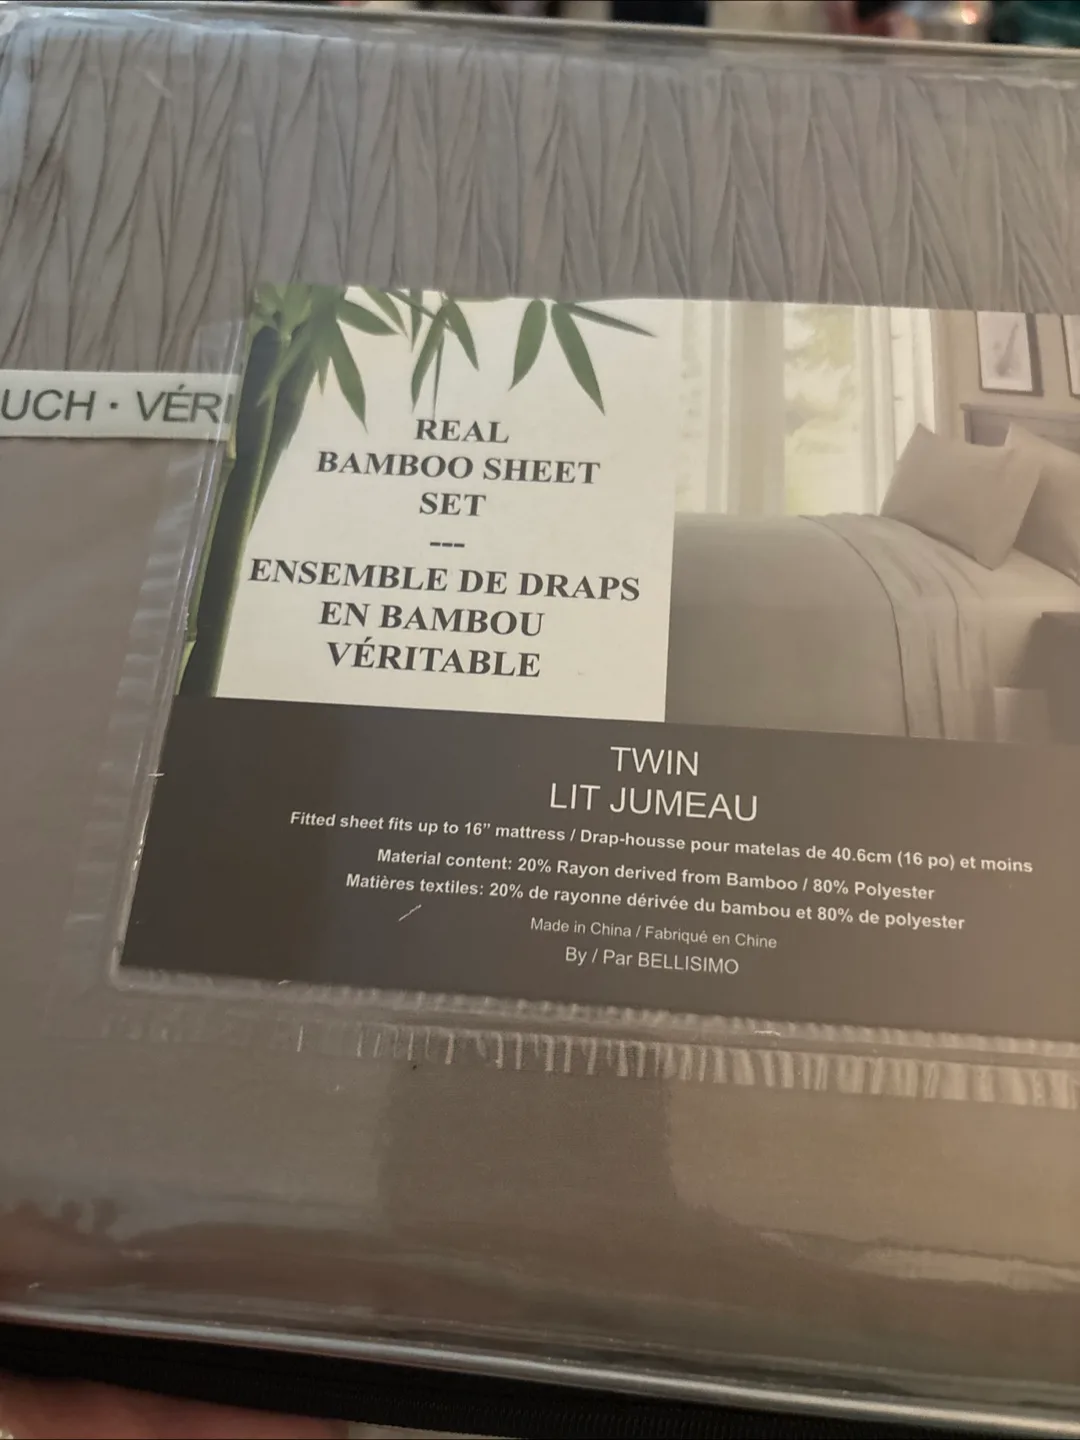 UCH · VÉRI
REAL
BAMBOO SHEET
SET
---
ENSEMBLE DE DRAPS
EN BAMBOU
VÉRITABLE
TWIN
LIT JUMEAU
Fitted sheet fits up to 16” mattress / Drap-housse pour matelas de 40.6cm (16 po) et moins
Material content: 20% Rayon derived from Bamboo / 80% Polyester
Matières textiles: 20% de rayonne dérivée du bambou et 80% de polyester
Made in China / Fabriqué en Chine
By / Par BELLISIMO